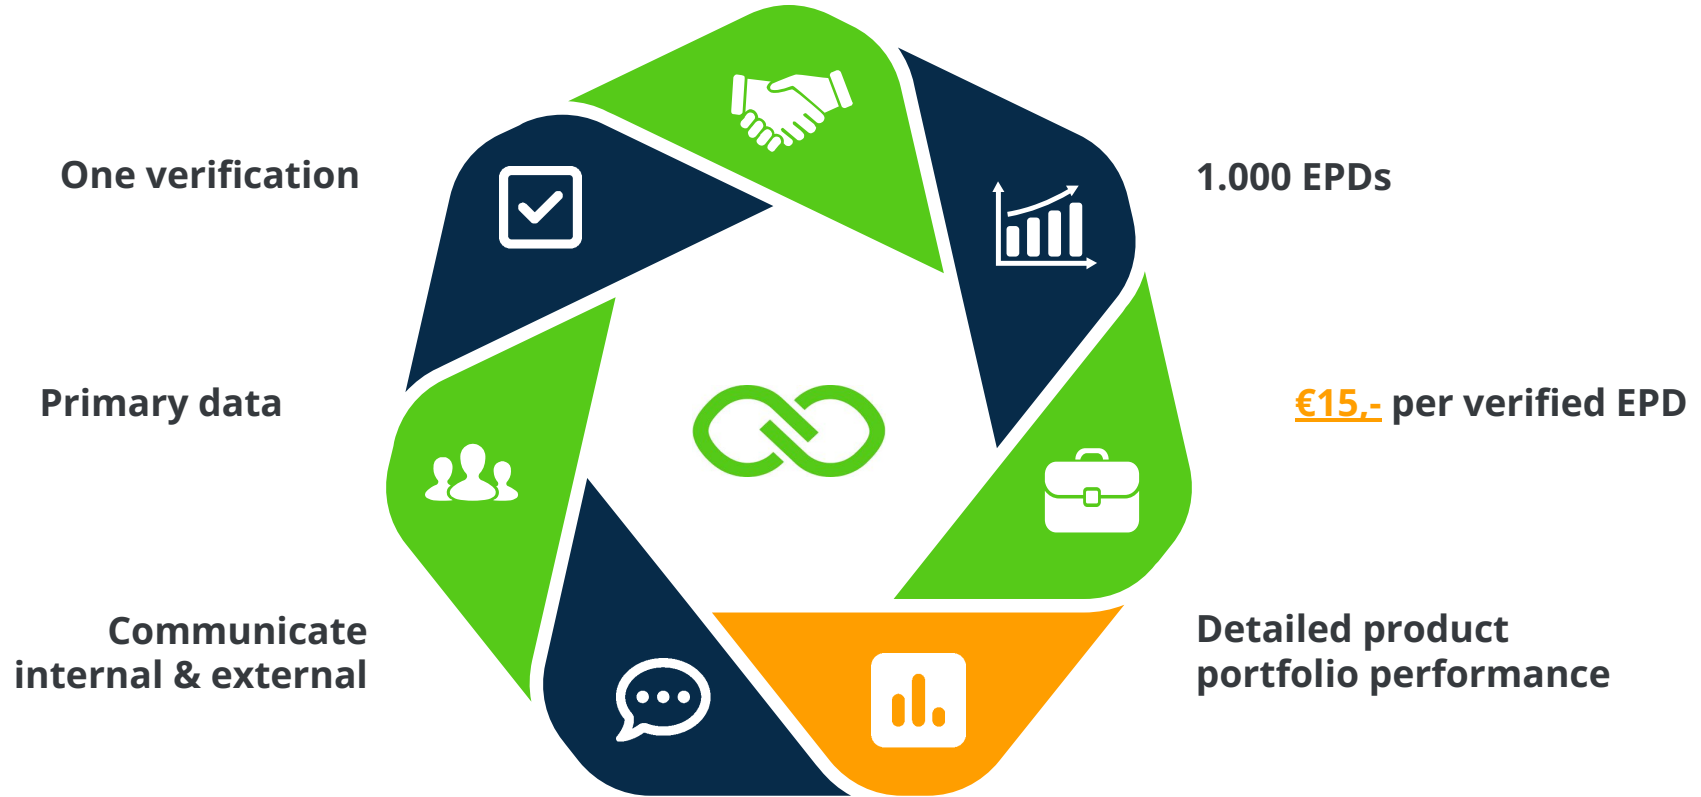 One verification
1.000 EPDs
Primary data
€15,- per verified EPD
Communicate
internal & external
Detailed product
portfolio performance